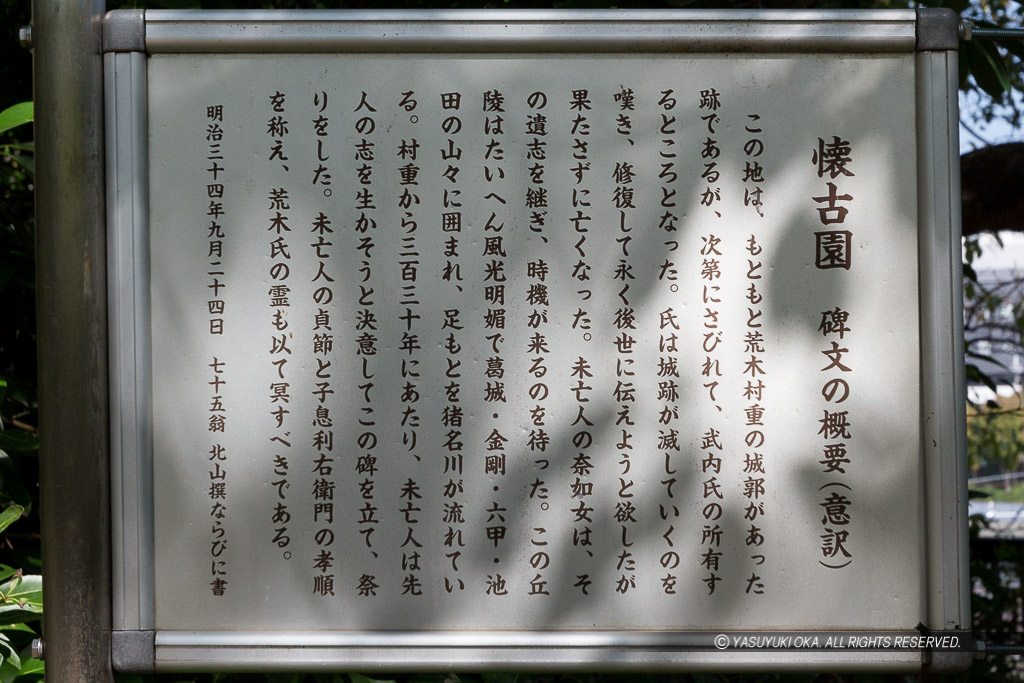 懐古園　碑文の概要（意訳）
この地は、もともと荒木村重の城郭があった
跡であるが、次第にさびれて、武内氏の所有す
るところとなった。氏は城跡が減していくのを
嘆き、修復して永く後世に伝えようと欲したが
果たさずに亡くなった。未亡人の奈如女は、そ
の遺志を継ぎ、時機が来るのを待った。この丘
陵はたいへん風光明媚で葛城・金剛・六甲・池
田の山々に囲まれ、足もとを猪名川が流れてい
る。村重から三百三十年にあたり、未亡人は先
人の志を生かそうと決意してこの碑を立て、祭
りをした。未亡人の貞節と子息利右衛門の孝順
を称え、荒木氏の霊も以て冥すべきである。
明治三十四年九月二十四日　七十五翁　北山撰ならびに書
© YASUYUKI OKA. ALL RIGHTS RESERVED.